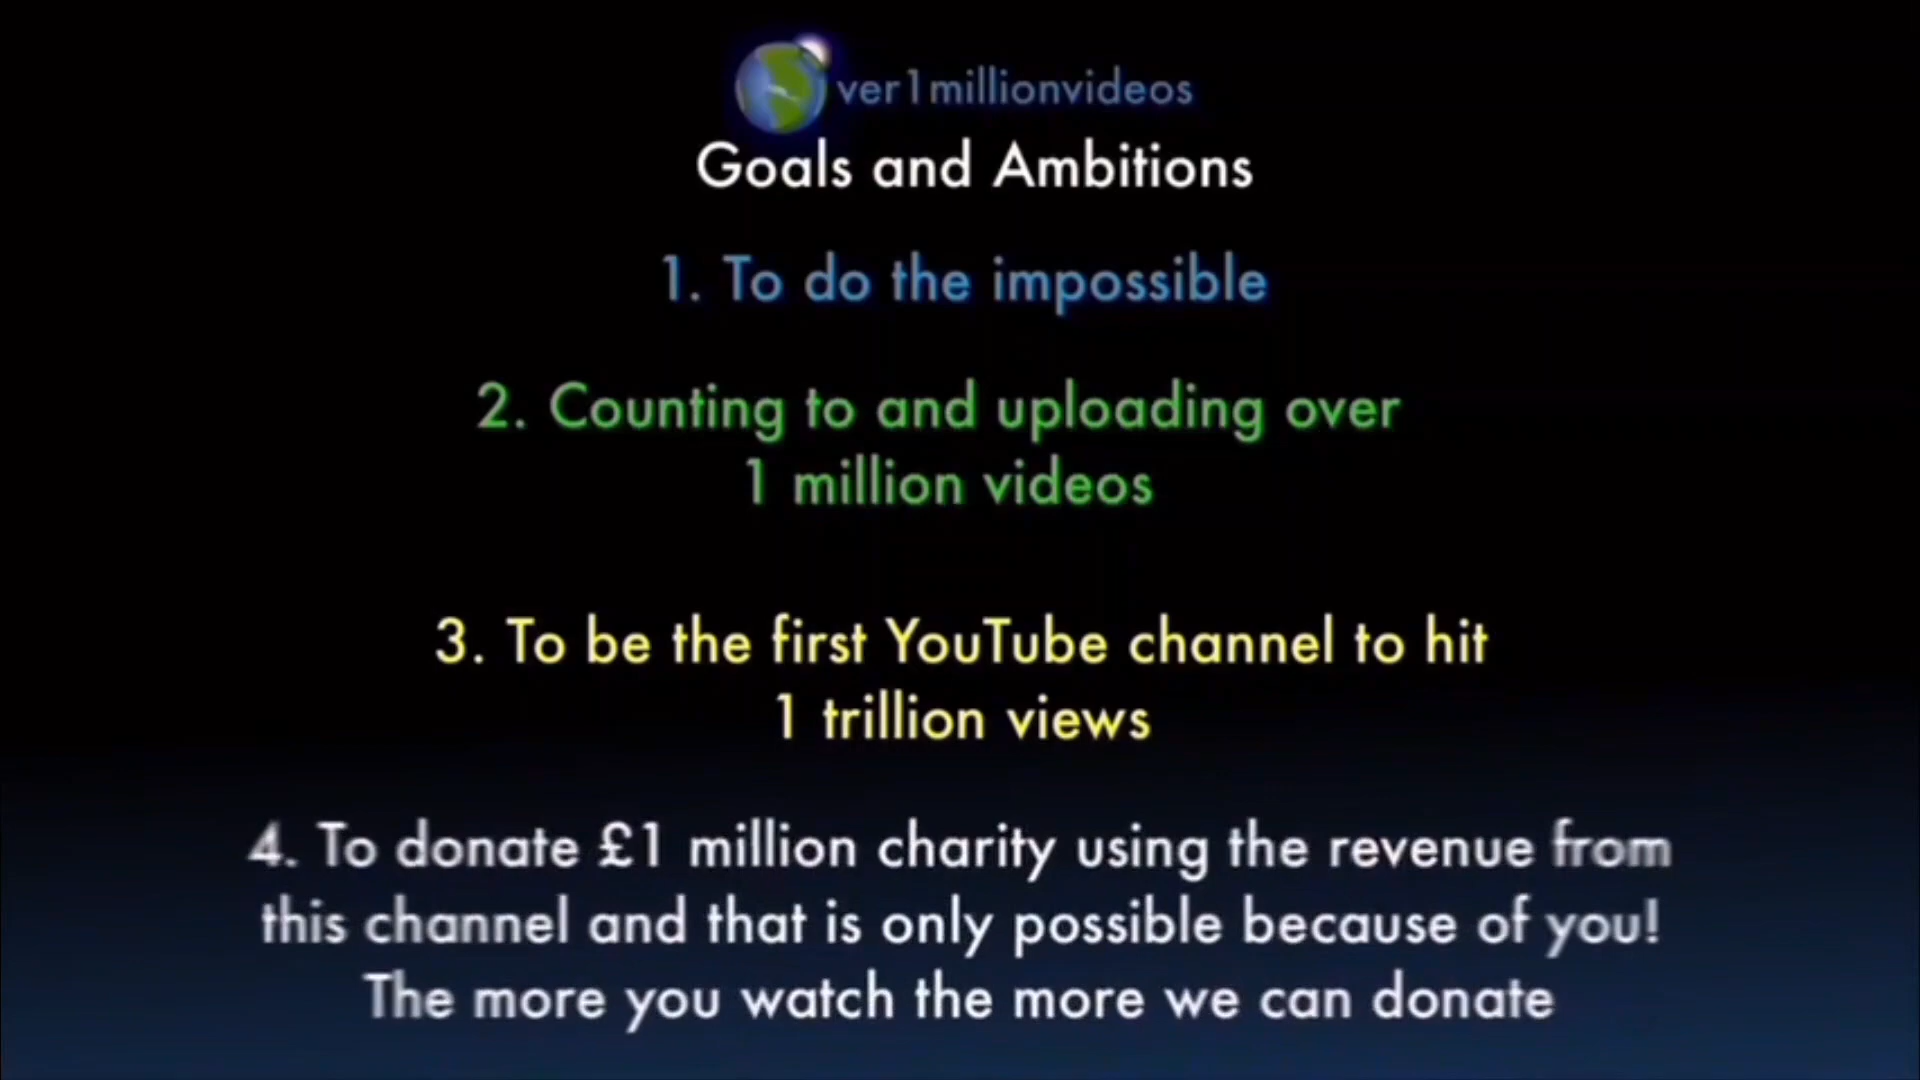 ver1millionvideos
Goals and Ambitions
1. To do the impossible
2. Counting to and uploading over
1 million videos
3. To be the first YouTube channel to hit
1 trillion views
4. To donate £1 million charity using the revenue from
this channel and that is only possible because of you!
The more you watch the more we can donate